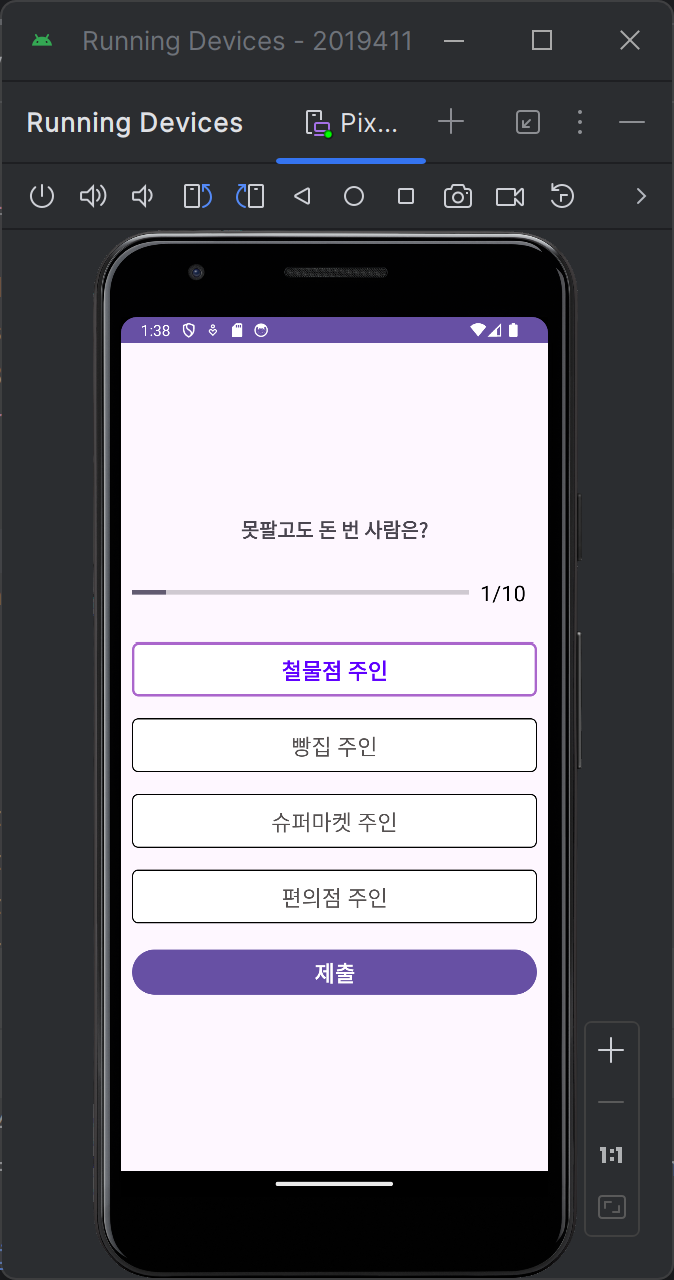 Running Devices - 2019411
Running Devices
Pix...
1:38
못팔고도 돈 번 사람은?
1/10
철물점 주인
빵집 주인
슈퍼마켓 주인
편의점 주인
제출
1:1